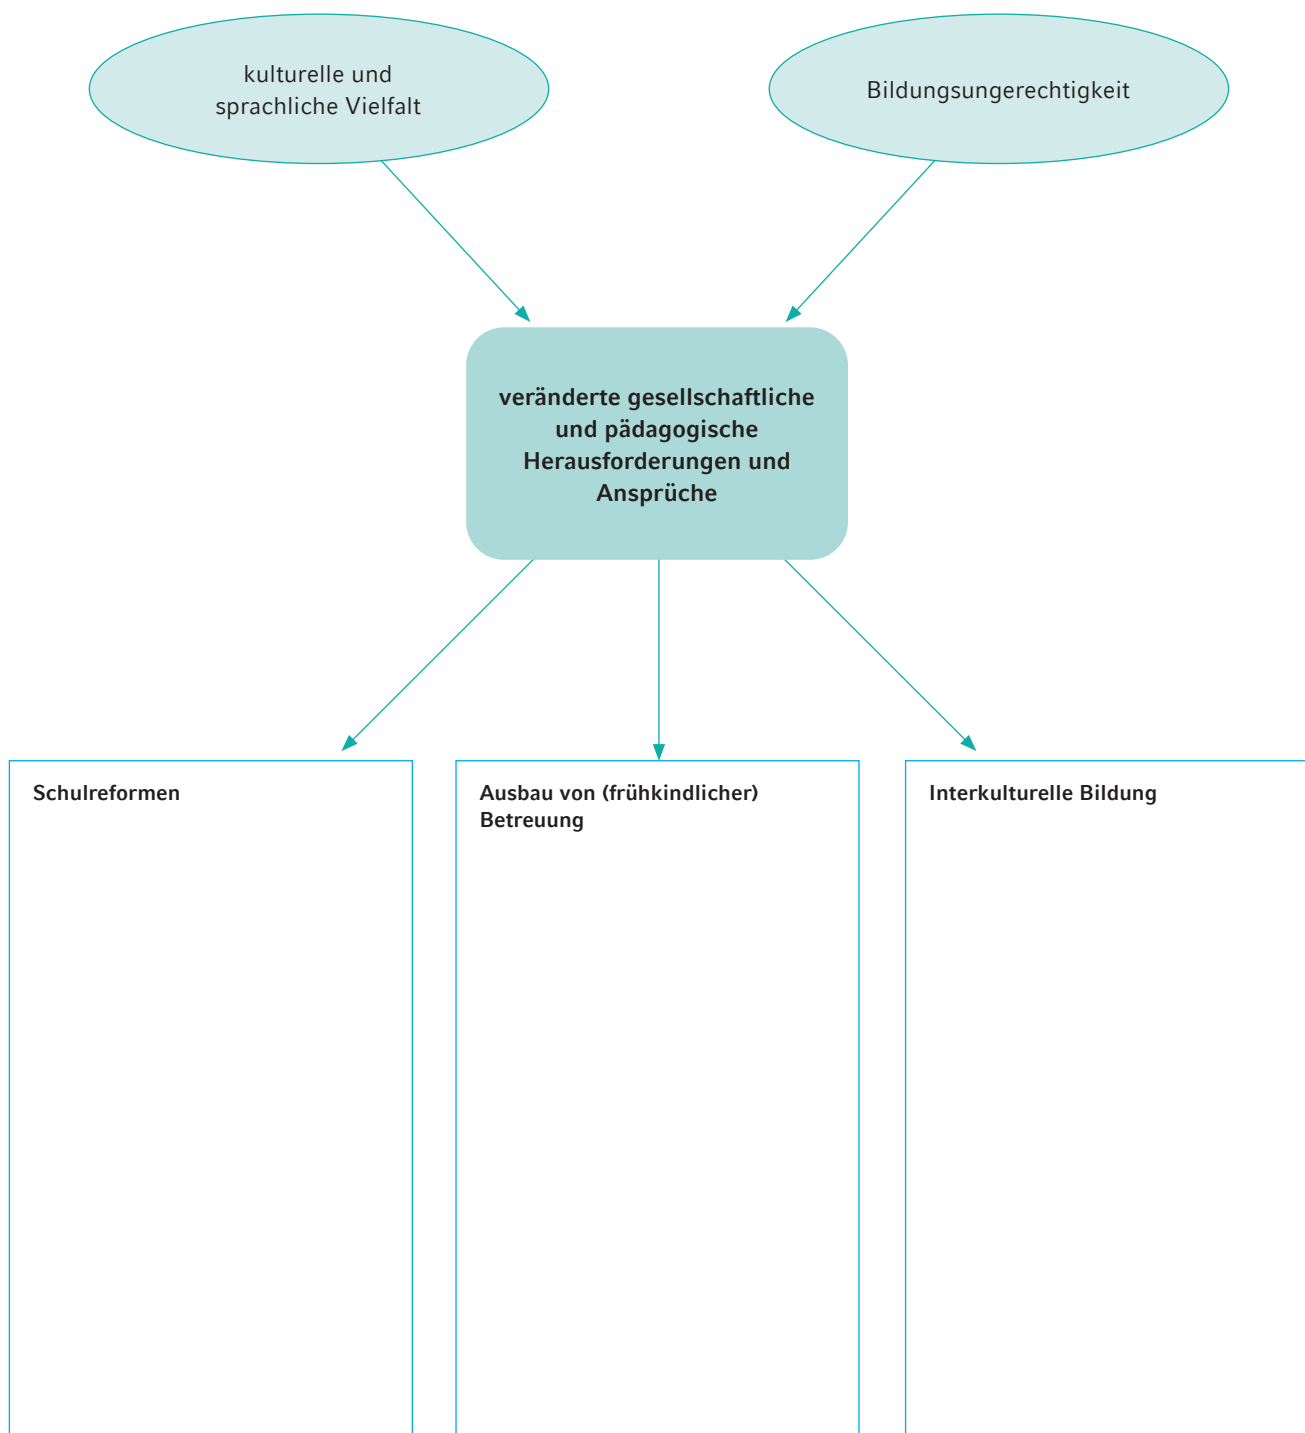 kulturelle und
sprachliche Vielfalt
Bildungsungerechtigkeit
veränderte gesellschaftliche
und pädagogische
Herausforderungen und
Ansprüche
Schulreformen
Ausbau von (frühkindlicher)
Betreuung
Interkulturelle Bildung